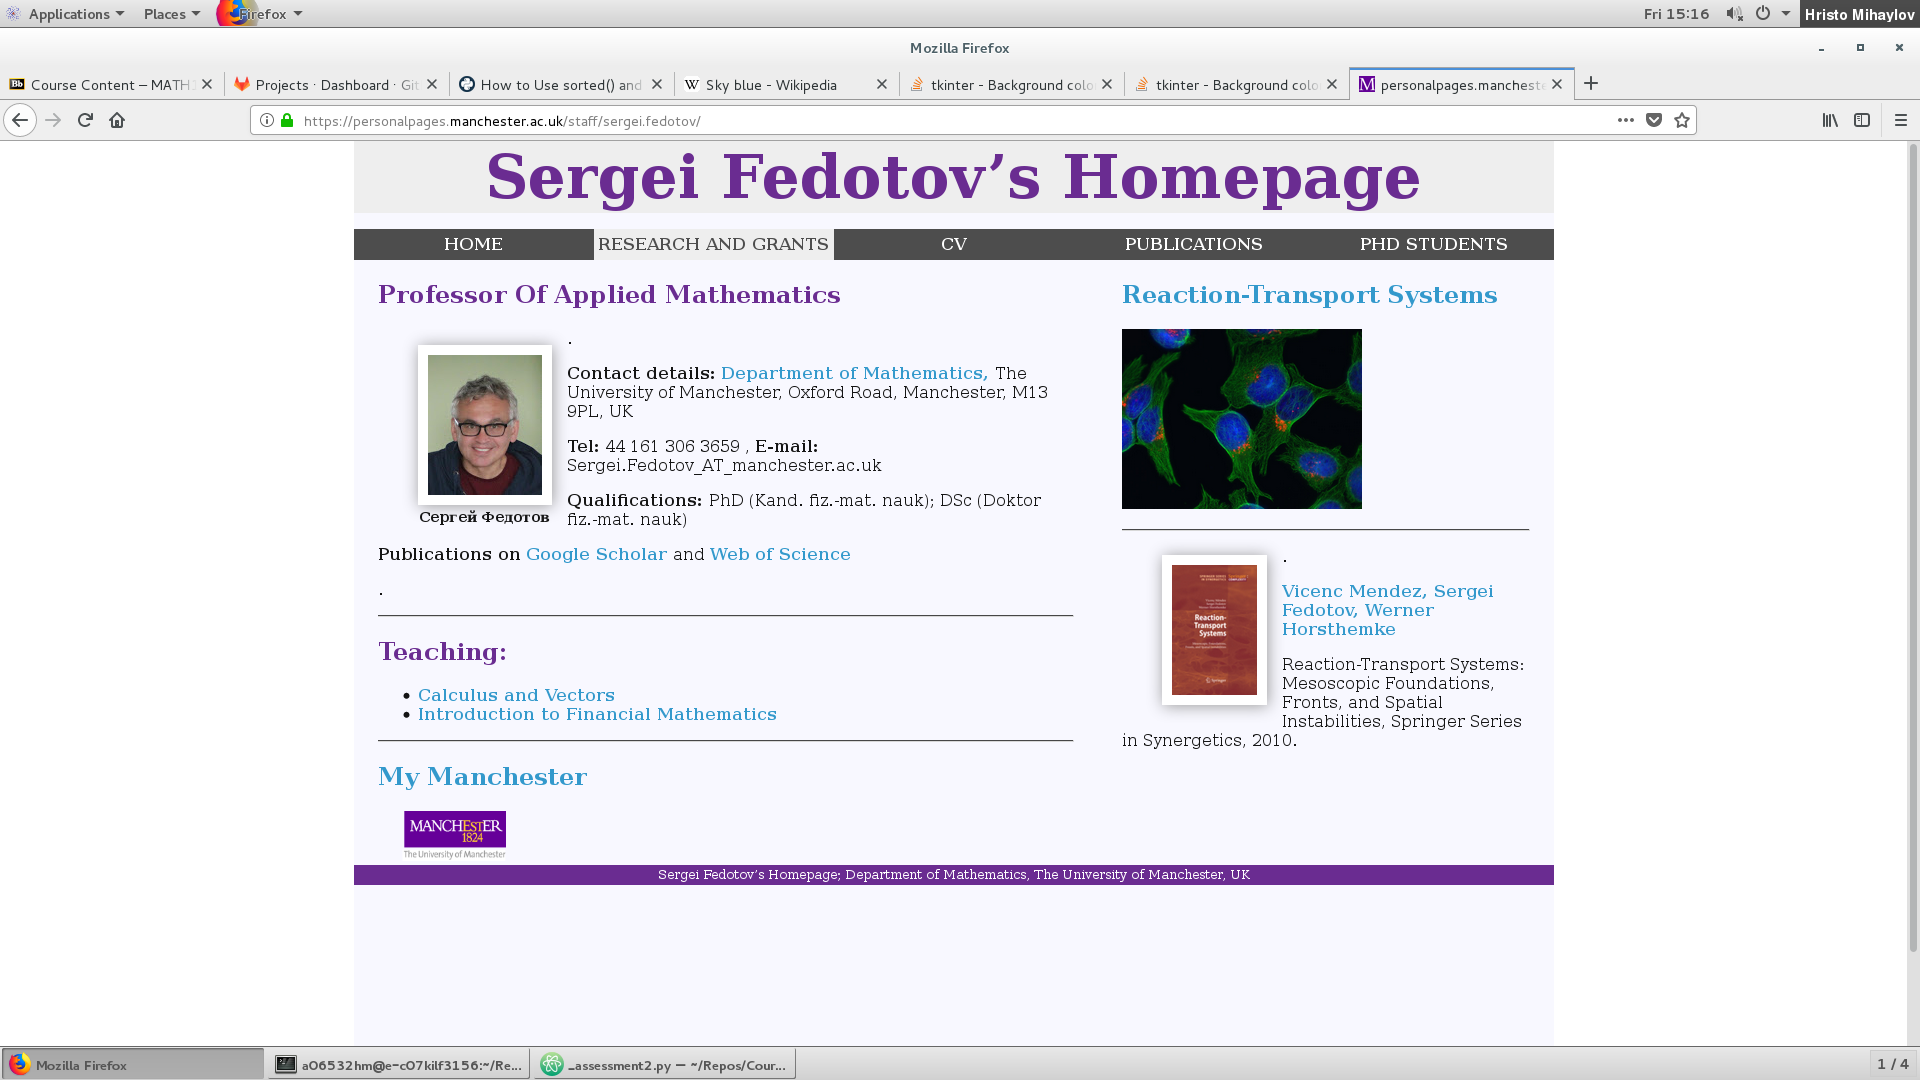 Applications Places Firefox Fri 15:16 Hristo Mihaylov
Mozilla Firefox
Course Content — MATH1 Projects · Dashboard · Git How to Use sorted() and Sky blue - Wikipedia tkinter - Background colo tkinter - Background colo personalpages.mancheste
https://personalpages.manchester.ac.uk/staff/sergei.fedotov/
Sergei Fedotov’s Homepage
HOME RESEARCH AND GRANTS CV PUBLICATIONS PHD STUDENTS
Professor Of Applied Mathematics
.
Contact details: Department of Mathematics, The
University of Manchester, Oxford Road, Manchester, M13
9PL, UK
Tel: 44 161 306 3659 , E-mail:
Sergei.Fedotov_AT_manchester.ac.uk
Qualifications: PhD (Kand. fiz.-mat. nauk); DSc (Doktor
fiz.-mat. nauk)
Сергей Федотов
Publications on Google Scholar and Web of Science
.
Teaching:
• Calculus and Vectors
• Introduction to Financial Mathematics
My Manchester
MANCHESTER
1824
The University of Manchester
Reaction-Transport Systems
.
Vicenc Mendez, Sergei
Fedotov, Werner
Horsthemke
Reaction-
Transport
Systems
Springer
Reaction-Transport Systems:
Mesoscopic Foundations,
Fronts, and Spatial
Instabilities, Springer Series
in Synergetics, 2010.
Sergei Fedotov’s Homepage; Department of Mathematics, The University of Manchester, UK
Mozilla Firefox a06532hm@e-c07kilf3156:~/Re... _assessment2.py — ~/Repos/Cour... 1 / 4